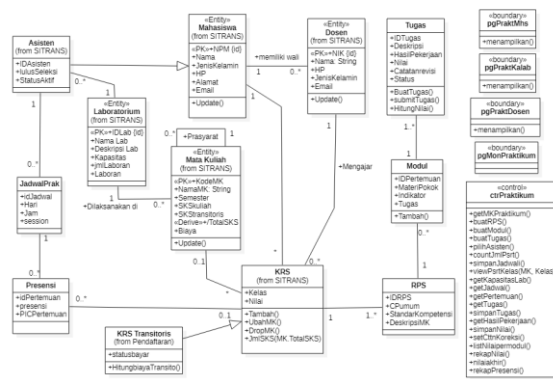 Asisten
(from SITRANS)
+IDAsisten
+lulusSeleksi
+StatusAktif
«Entity»
Mahasiswa
(from SITRANS)
«PK»+NPM {id}
+Nama
+JenisKelamin
+HP
+Alamat
+Email
+Update()
1
+memiliki wali
0..*
«Entity»
Dosen
(from SITRANS)
«PK»+NIK {id}
+Nama: String
+HP
+JenisKelamin
+Email
+Update()
Tugas
+IDTugas
+Deskripsi
+HasilPekerjaan
+Nilai
+Catatanrevisi
+Status
+BuatTugas()
+submitTugas()
+HitungNilai()
«boundary»
pgPraktMhs
+menampilkan()
«boundary»
pgPraktKalab
+menampilkan()
«boundary»
pgPraktDosen
+menampilkan()
«boundary»
pgMonPraktikum
«Entity»
Laboratorium
(from SITRANS)
«PK»+IDLab {id}
+Nama Lab
+Deskripsi Lab
+Kapasitas
+jmlLaboran
+Laboran
+Prasyarat
«Entity»
Mata Kuliah
(from SITRANS)
«PK»+KodeMK
+NamaMK: String
+Semester
+SKSkuliah
+SKStransitoris
«Derive»+/TotalSKS
+Biaya
+Update()
+Dilaksanakan di
+Mengajar
Modul
+IDPertemuan
+MateriPokok
+Indikator
+Tugas
+Tambah()
«control»
ctrPraktikum
+getMKPraktikum()
+buatRPS()
+buatModul()
+buatTugas()
+pilihAsisten()
+countJmlPsrt()
+simpanJadwal()
+viewPsrtKelas(MK, Kelas)
+getKapasitasLab()
+getJadwal()
+getPertemuan()
+getTugas()
+simpanTugas()
+getHasilPekerjaan()
+simpanNilai()
+setCttnKoreksi()
+listNilaipermodul()
+rekapNilai()
+nilaiakhir()
+rekapPresensi()
JadwalPrak
+idJadwal
+Hari
+Jam
+session
Presensi
+idPertemuan
+presensi
+PICPertemuan
KRS
(from SITRANS)
+Kelas
+Nilai
+Tambah()
+UbahMK()
+DropMK()
+JmlSKS(MK.TotalSKS)
RPS
+IDRPS
+CPumum
+StandarKompetensi
+DeskripsiMK
KRS Transitoris
(from Pendaftaran)
+statusbayar
+HitungbiayaTransito()